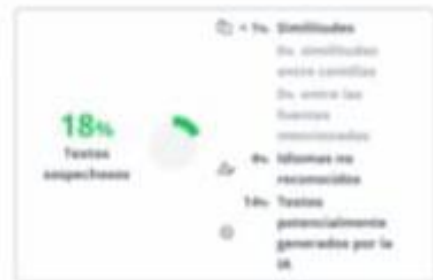 18%
Textos
sospechosos
< 1% Similitudes
0% similitudes
entre comillas
0% entre las
fuentes
mencionadas
Idiomas no
reconocidos
14% Textos
potencialmente
generados por la
IA